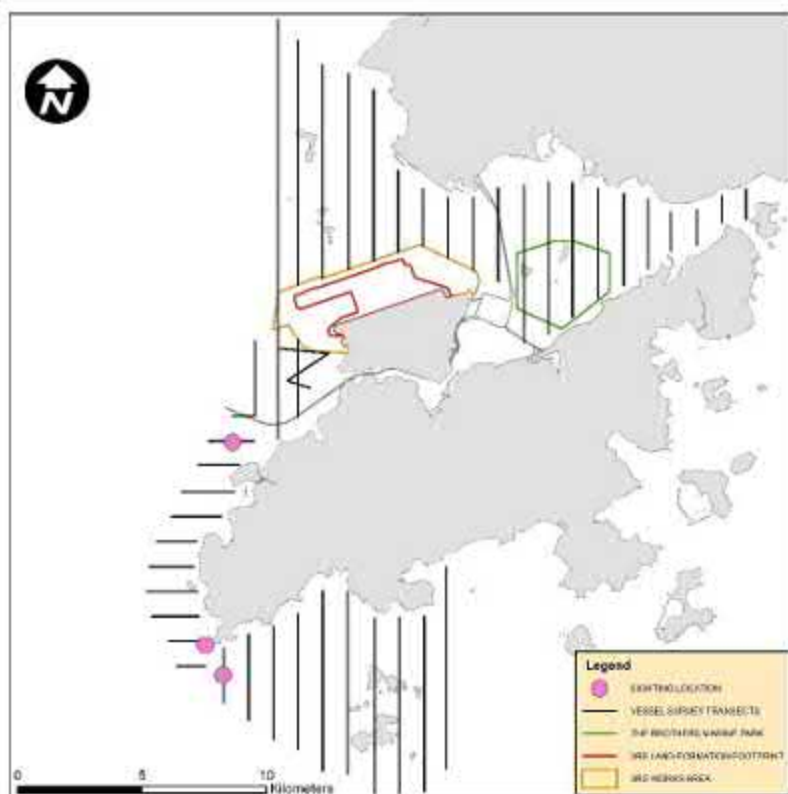 N
Legend
SIGHTING LOCATION
VESSEL SURVEY TRANSECTS
THE BROTHERS MARINE PARK
3RS LAND-FORMATION FOOTPRINT
3RS WORKS AREA
0 5 10
Kilometers